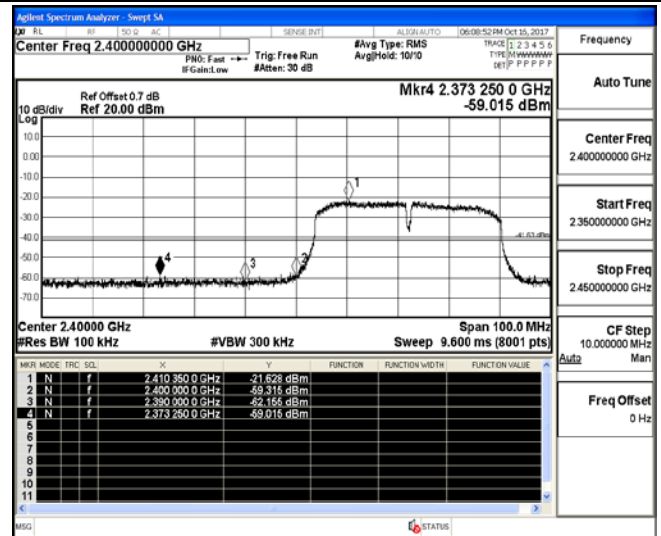 Agilent Spectrum Analyzer - Swept SA
RL RF 50 Ω AC SENSE:INT ALIGN AUTO 06:08:52 PM Oct 16, 2017
Center Freq 2.400000000 GHz
PNO: Fast
IFGain:Low
Trig: Free Run
#Atten: 30 dB
#Avg Type: RMS
Avg|Hold: 10/10
TRACE 1 2 3 4 5 6
TYPE M W W W W W
DET P P P P P P
Ref Offset 0.7 dB
10 dB/div Ref 20.00 dBm
Log
Mkr4 2.373 250 0 GHz
-59.015 dBm
10.0
0.00
-10.0
-20.0
-30.0
-40.0
-50.0
-60.0
-70.0
1
-41.63 dBm
4
3
2
Center 2.40000 GHz Span 100.0 MHz
#Res BW 100 kHz #VBW 300 kHz Sweep 9.600 ms (8001 pts)
MKR MODE TRC SCL X Y FUNCTION FUNCTION WIDTH FUNCTION VALUE
1 N f 2.410 350 0 GHz -21.628 dBm
2 N f 2.400 000 0 GHz -59.315 dBm
3 N f 2.390 000 0 GHz -62.155 dBm
4 N f 2.373 250 0 GHz -59.015 dBm
5
6
7
8
9
10
11
MSG STATUS
Frequency
Auto Tune
Center Freq
2.400000000 GHz
Start Freq
2.350000000 GHz
Stop Freq
2.450000000 GHz
CF Step
10.000000 MHz
Auto Man
Freq Offset
0 Hz